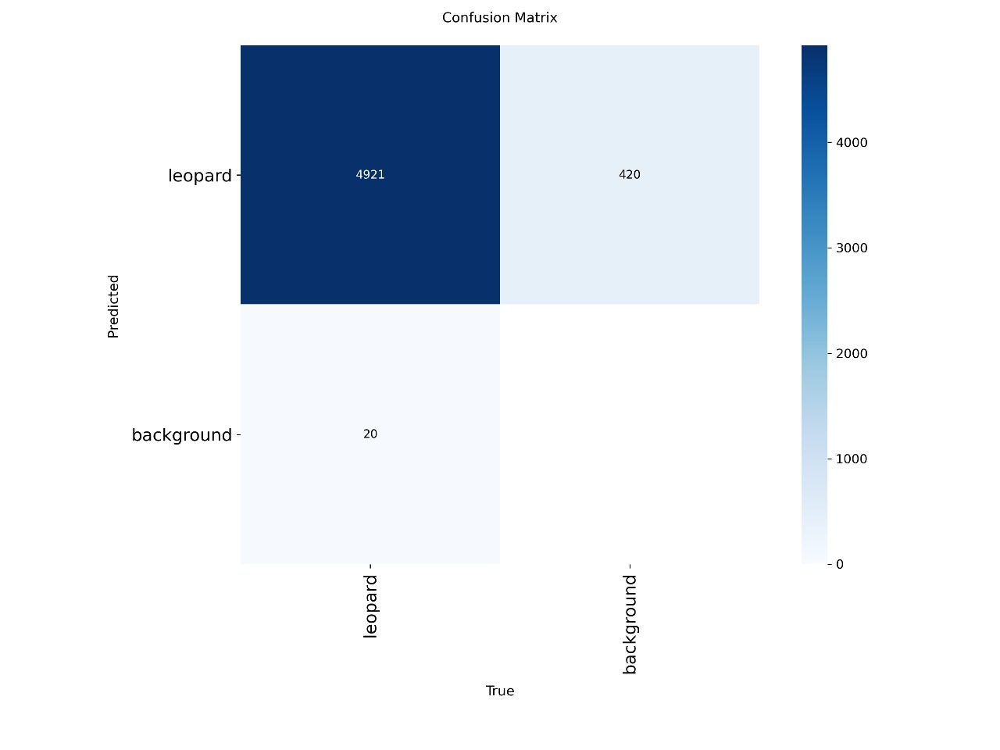 Confusion Matrix
leopard
4921
420
background
20
Predicted
leopard
background
True
4000
3000
2000
1000
0